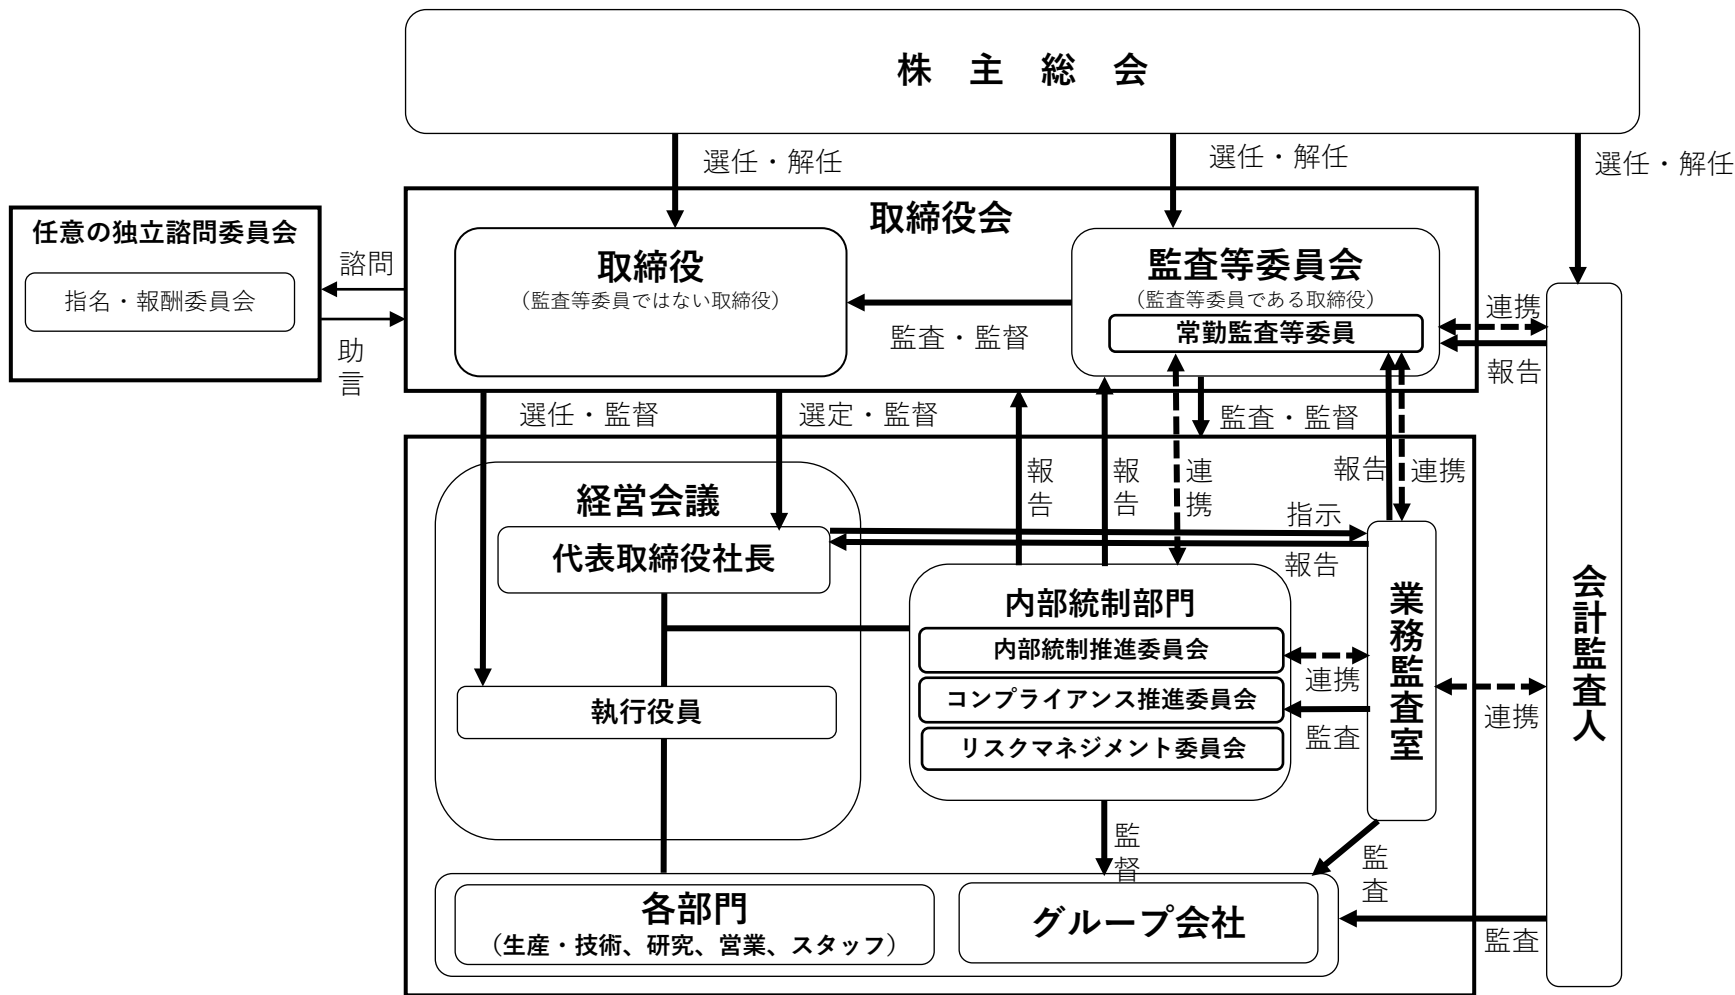 株　主　総　会
選任・解任
選任・解任
選任・解任
取締役会
任意の独立諮問委員会
指名・報酬委員会
諮問
助言
取締役
（監査等委員ではない取締役）
監査・監督
監査等委員会
（監査等委員である取締役）
常勤監査等委員
連携
報告
選任・監督
選定・監督
監査・監督
報告
報告
連携
報告
連携
経営会議
代表取締役社長
指示
報告
執行役員
内部統制部門
内部統制推進委員会
コンプライアンス推進委員会
リスクマネジメント委員会
連携
監査
業務監査室
連携
会計監査人
監督
監査
各部門
（生産・技術、研究、営業、スタッフ）
グループ会社
監査